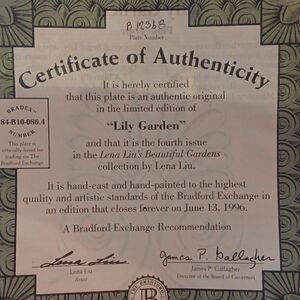 B 12368
Plate Number
Certificate of Authenticity
It is hereby certified
that this plate is an authentic original
in the limited edition of
"Lily Garden"
and that it is the fourth issue
in the Lena Liu's Beautiful Gardens
collection by Lena Liu.
BRADEX
84-B10-086.4
NUMBER
This plate is
officially listed for
trading on The
Bradford Exchange
It is hand-cast and hand-painted to the highest
quality and artistic standards of the Bradford Exchange in
an edition that closes forever on June 13, 1996.
A Bradford Exchange Recommendation
Lena Liu
James P. Gallagher
Lena Liu
Artist
James P. Gallagher
Director of the Board of Governors
THE BRADFORD
B